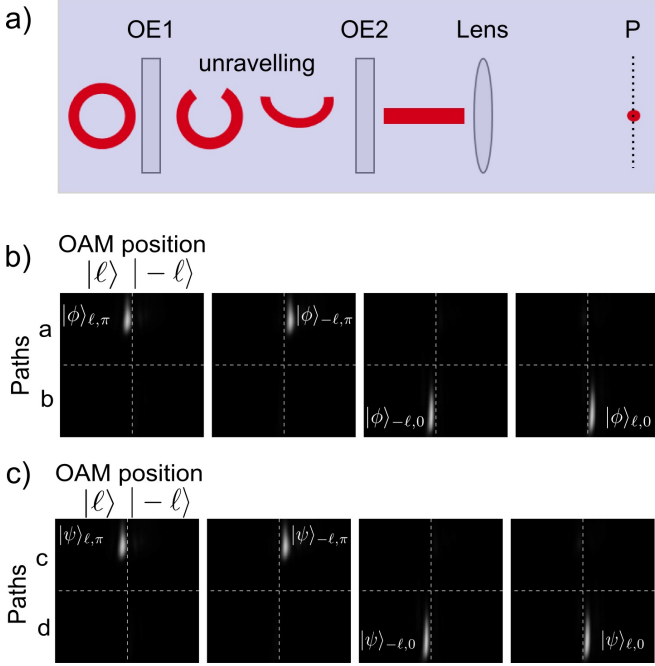 a)
OE1 OE2 Lens P
unravelling
b)
OAM position
|ℓ⟩ |−ℓ⟩
Paths
a
b
|ϕ⟩ℓ,π
|ϕ⟩−ℓ,π
|ϕ⟩−ℓ,0
|ϕ⟩ℓ,0
c)
OAM position
|ℓ⟩ |−ℓ⟩
Paths
c
d
|ψ⟩ℓ,π
|ψ⟩−ℓ,π
|ψ⟩−ℓ,0
|ψ⟩ℓ,0